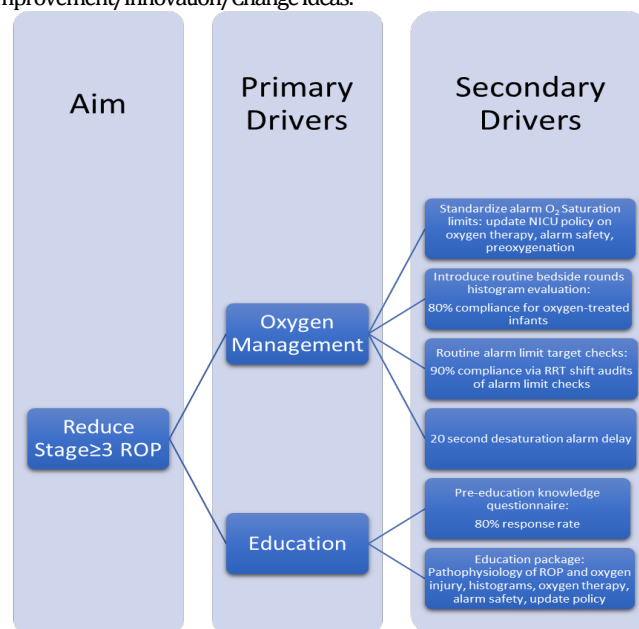 Improvement/Innovation/Change Ideas:
Aim
Primary
Drivers
Secondary
Drivers
Standardize alarm O₂ Saturation
limits: update NICU policy on
oxygen therapy, alarm safety,
preoxygenation
Introduce routine bedside rounds
histogram evaluation:
80% compliance for oxygen-treated
infants
Oxygen
Management
Routine alarm limit target checks:
90% compliance via RRT shift audits
of alarm limit checks
Reduce
Stage≥3 ROP
20 second desaturation alarm delay
Pre-education knowledge
questionnaire:
80% response rate
Education
Education package:
Pathophysiology of ROP and oxygen
injury, histograms, oxygen therapy,
alarm safety, update policy